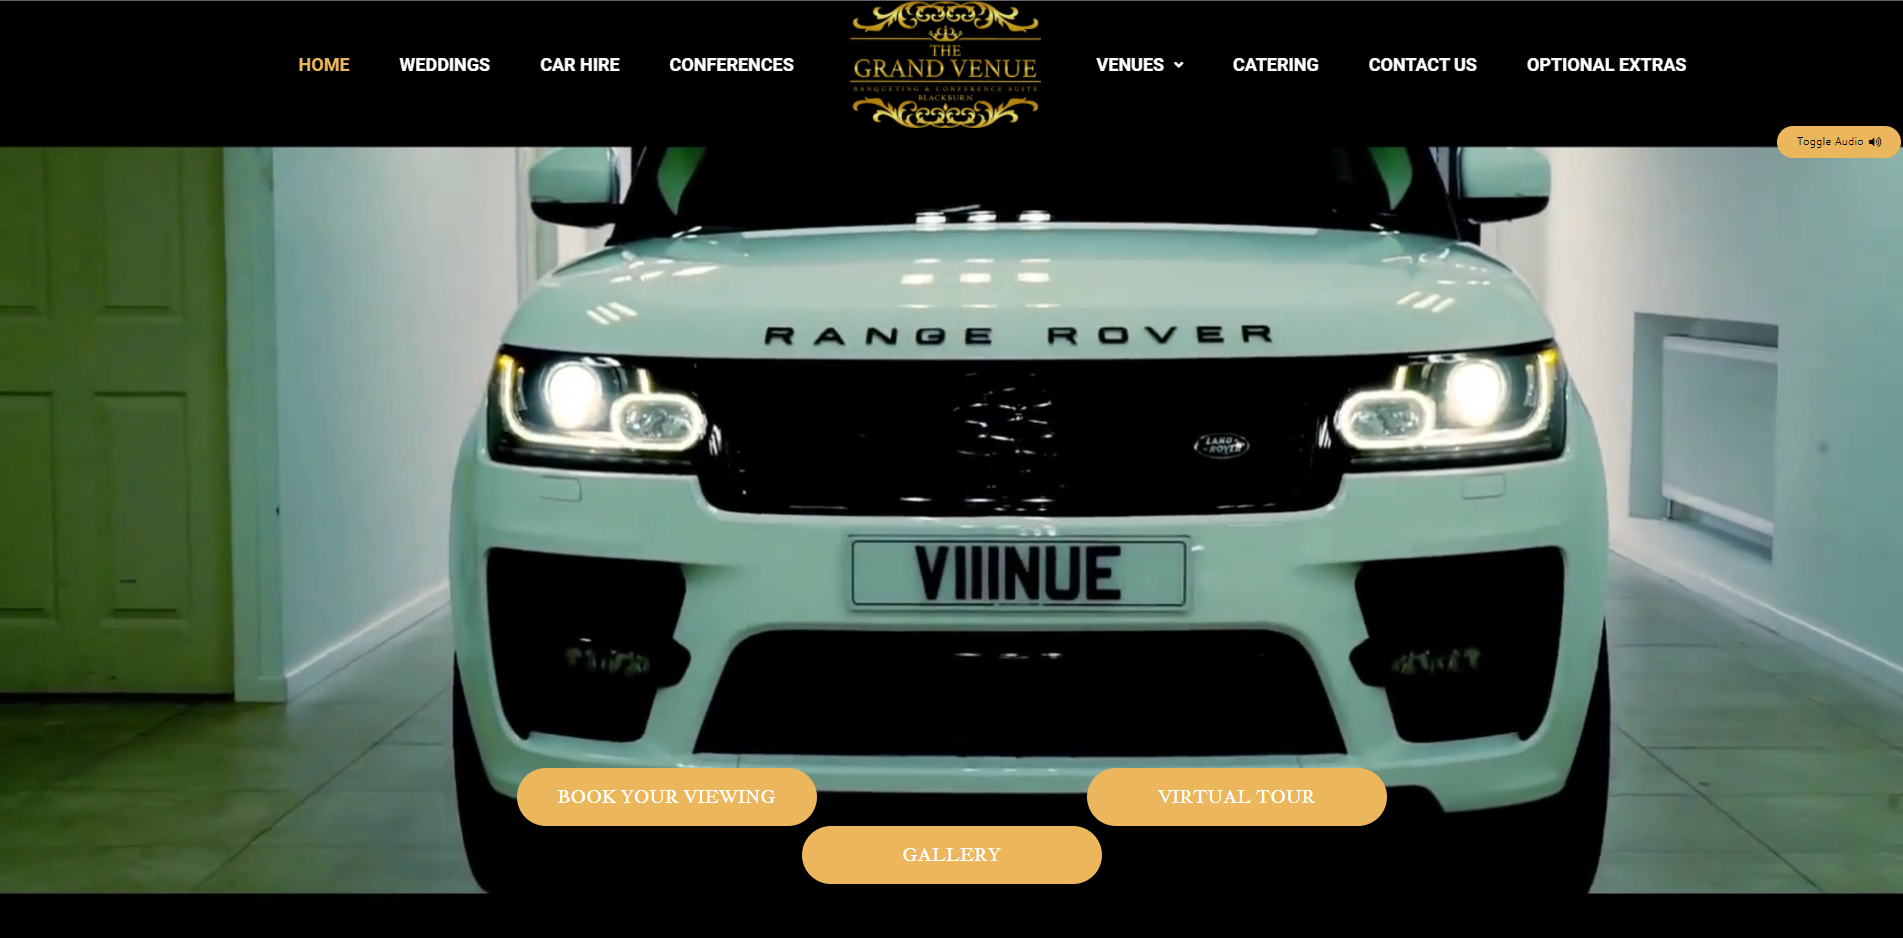 HOME
WEDDINGS
CAR HIRE
CONFERENCES
THE
GRAND VENUE
BANQUETING & CONFERENCE SUITE
BLACKBURN
VENUES
CATERING
CONTACT US
OPTIONAL EXTRAS
Toggle Audio
RANGE ROVER
LAND
ROVER
VIIINUE
BOOK YOUR VIEWING
VIRTUAL TOUR
GALLERY